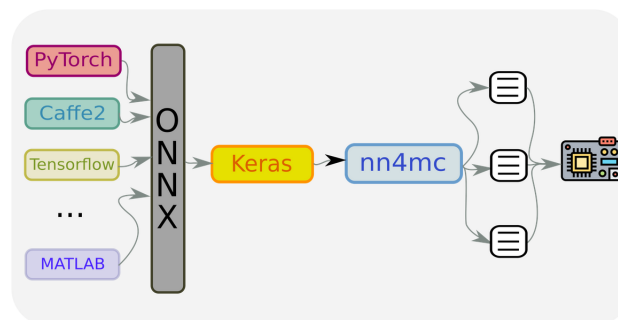 PyTorch
Caffe2
Tensorflow
...
MATLAB
ONNX
Keras
nn4mc